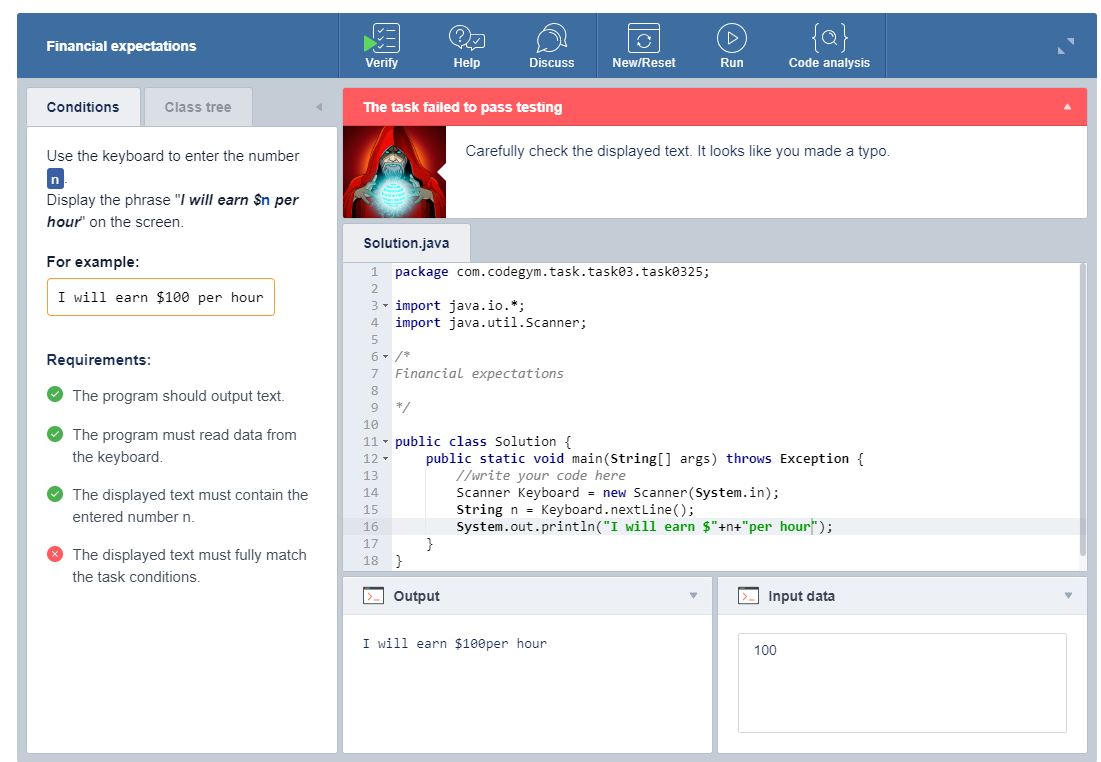 Financial expectations
Verify
Help
Discuss
New/Reset
Run
Code analysis
Conditions
Class tree
Use the keyboard to enter the number
n.
Display the phrase "I will earn $n per
hour" on the screen.
For example:
I will earn $100 per hour
Requirements:
The program should output text.
The program must read data from
the keyboard.
The displayed text must contain the
entered number n.
The displayed text must fully match
the task conditions.
The task failed to pass testing
Carefully check the displayed text. It looks like you made a typo.
Solution.java
1 package com.codegym.task.task03.task0325;
2
3 import java.io.*;
4 import java.util.Scanner;
5
6 /*
7 Financial expectations
8
9 */
10
11 public class Solution {
12 public static void main(String[] args) throws Exception {
13 //write your code here
14 Scanner Keyboard = new Scanner(System.in);
15 String n = Keyboard.nextLine();
16 System.out.println("I will earn $"+n+"per hour");
17 }
18 }
Output
I will earn $100per hour
Input data
100